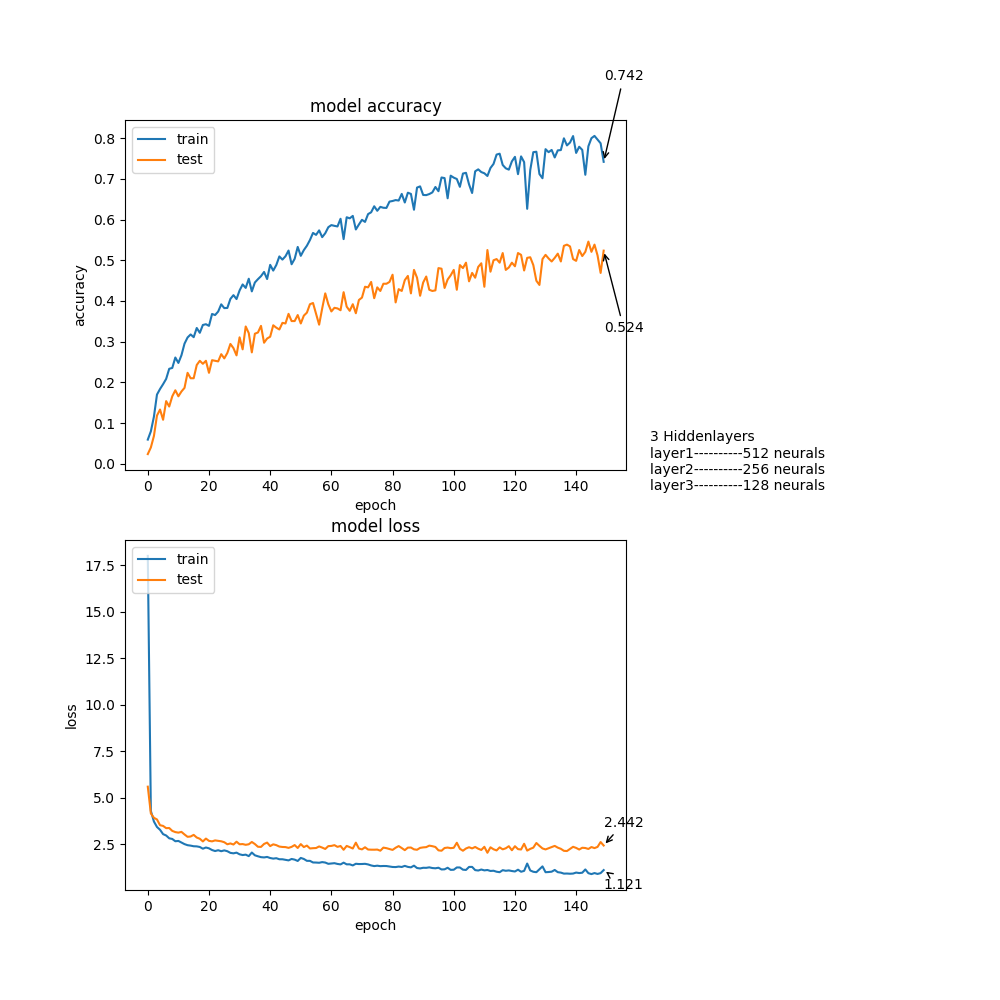 0.742
model accuracy
train
test
0.8
0.7
0.6
0.5
0.4
0.3
0.2
0.1
0.0
accuracy
0.524
0 20 40 60 80 100 120 140
epoch
3 Hiddenlayers
layer1----------512 neurals
layer2----------256 neurals
layer3----------128 neurals
model loss
train
test
17.5
15.0
12.5
10.0
7.5
5.0
2.5
loss
2.442
1.121
0 20 40 60 80 100 120 140
epoch